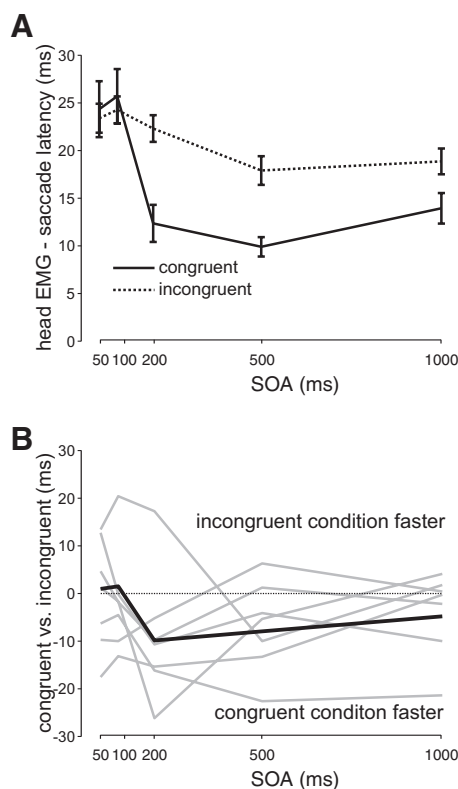 A
head EMG - saccade latency (ms)
30
25
20
15
10
5
0
congruent
incongruent
50 100 200 500 1000
SOA (ms)
B
congruent vs. incongruent (ms)
30
20
10
0
-10
-20
-30
incongruent condition faster
congruent conditon faster
50 100 200 500 1000
SOA (ms)